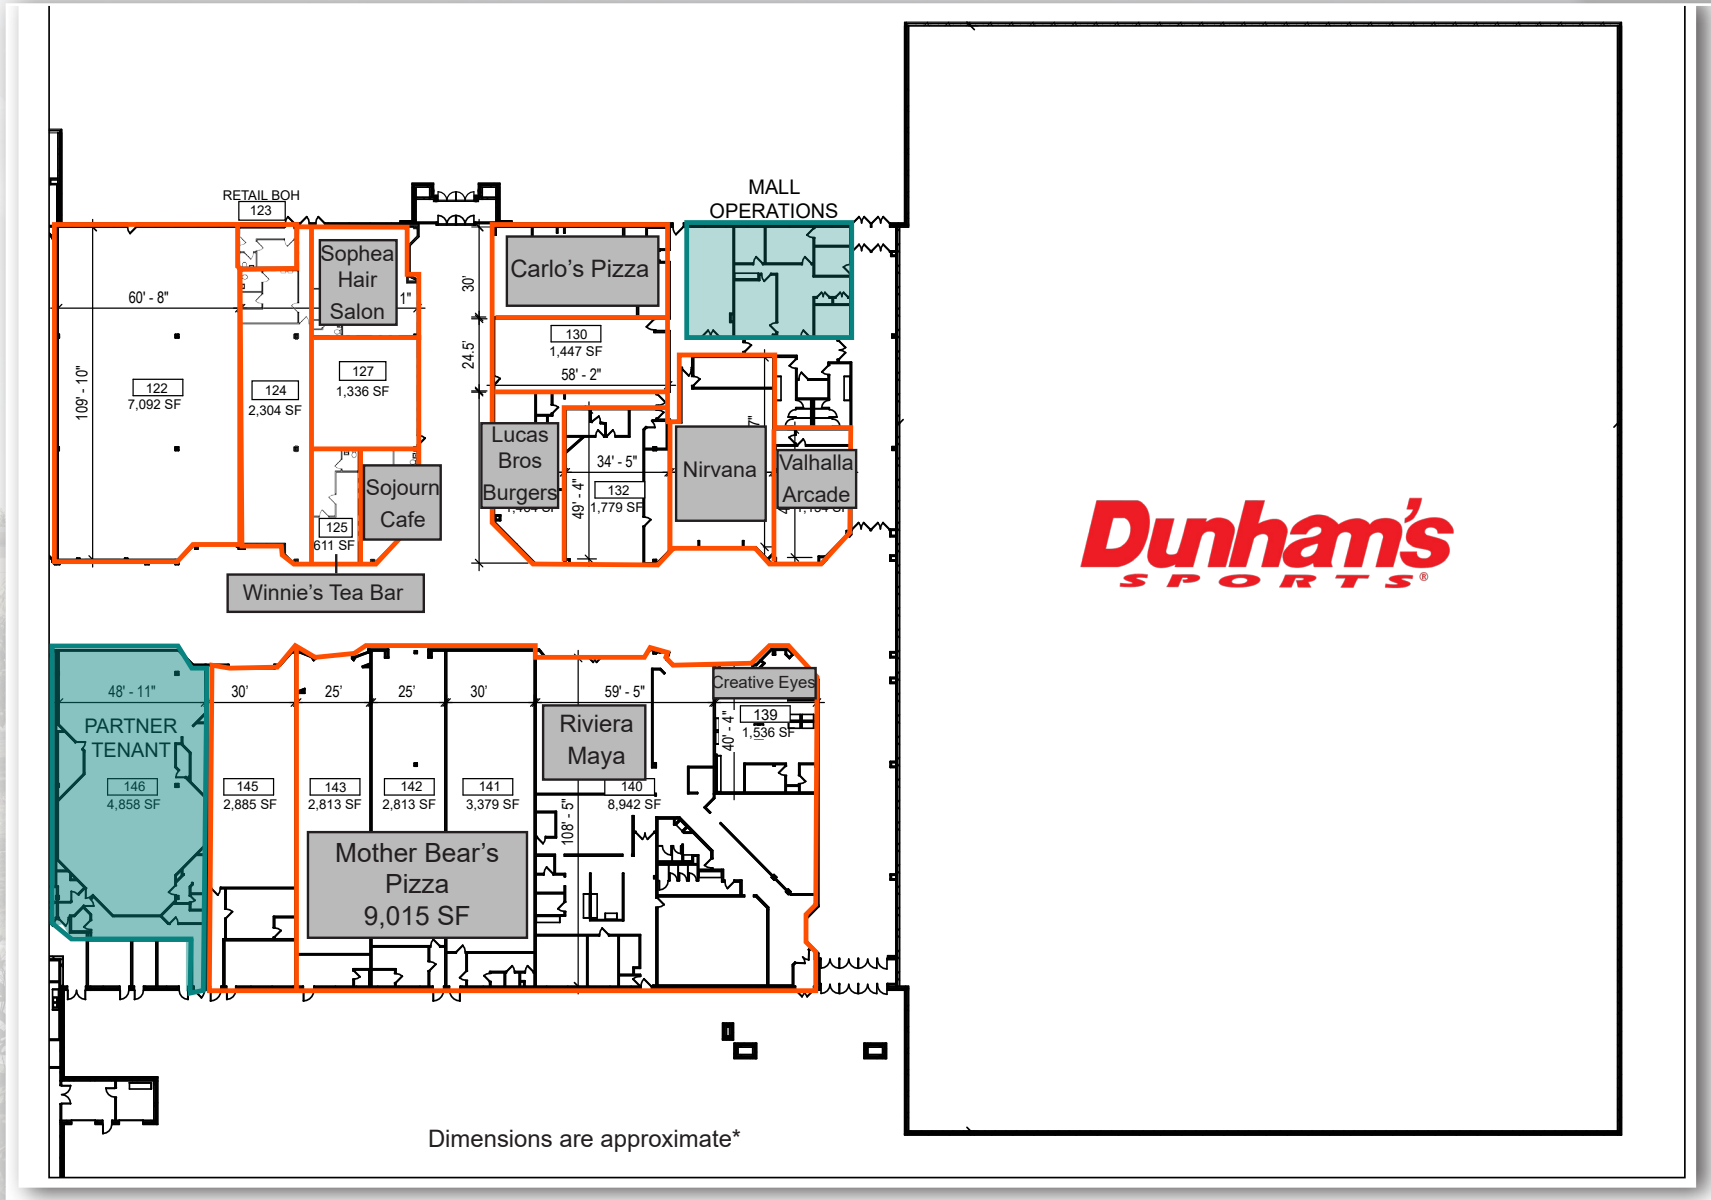 MALL
OPERATIONS
RETAIL BOH
123
Sophea
Hair
Salon
1"
60' - 8"
109' - 10"
122
7,092 SF
124
2,304 SF
127
1,336 SF
125
611 SF
Sojourn
Cafe
Winnie's Tea Bar
Carlo's Pizza
30'
24.5'
130
1,447 SF
58' - 2"
Lucas
Bros
Burgers
34' - 5"
49' - 4"
132
1,779 SF
7"
Nirvana
Valhalla
Arcade
Dunham's
SPORTS®
48' - 11"
PARTNER
TENANT
146
4,858 SF
30'
145
2,885 SF
25'
143
2,813 SF
25'
142
2,813 SF
30'
141
3,379 SF
Mother Bear's
Pizza
9,015 SF
59' - 5"
Riviera
Maya
140
8,942 SF
108' - 5"
Creative Eyes
139
1,536 SF
40' - 4"
Dimensions are approximate*